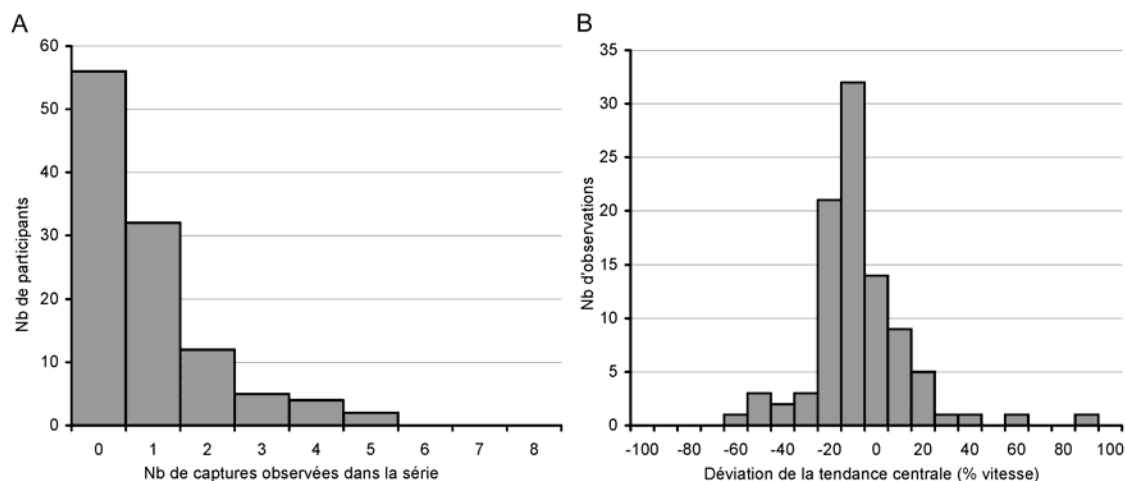 A
60
50
40
30
20
10
0
Nb de participants
0 1 2 3 4 5 6 7 8
Nb de captures observées dans la série
B
35
30
25
20
15
10
5
0
Nb d'observations
-100 -80 -60 -40 -20 0 20 40 60 80 100
Déviation de la tendance centrale (% vitesse)